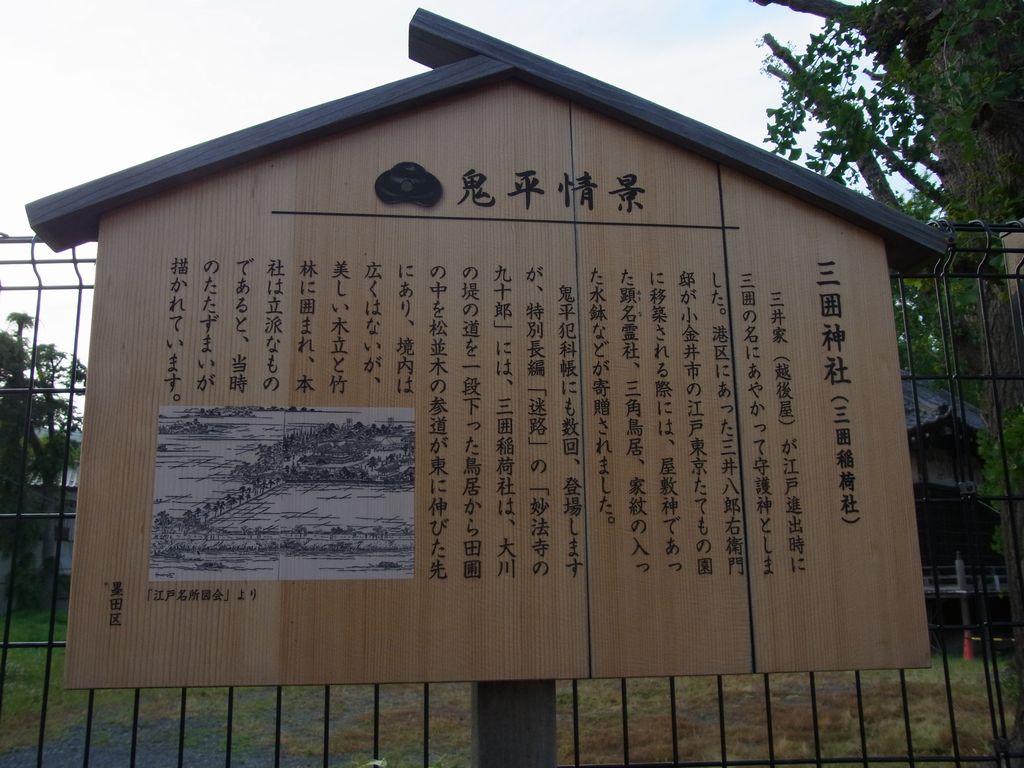 鬼平情景
三囲神社（三囲稲荷社）
三井家（越後屋）が江戸進出時に
三囲の名にあやかって守護神としま
した。港区にあった三井八郎右衛門
邸が小金井市の江戸東京たてもの園
に移築される際には、屋敷神であっ
た顕名霊社、三角鳥居、家紋の入っ
た水鉢などが寄贈されました。
鬼平犯科帳にも数回、登場します
が、特別長編「迷路」の「妙法寺の
九十郎」には、三囲稲荷社は、大川
の堤の道を一段下った鳥居から田圃
の中を松並木の参道が東に伸びた先
にあり、境内は
広くはないが、
美しい木立と竹
林に囲まれ、本
社は立派なもの
であると、当時
のたたずまいが
描かれています。
「江戸名所図会」より
墨田区